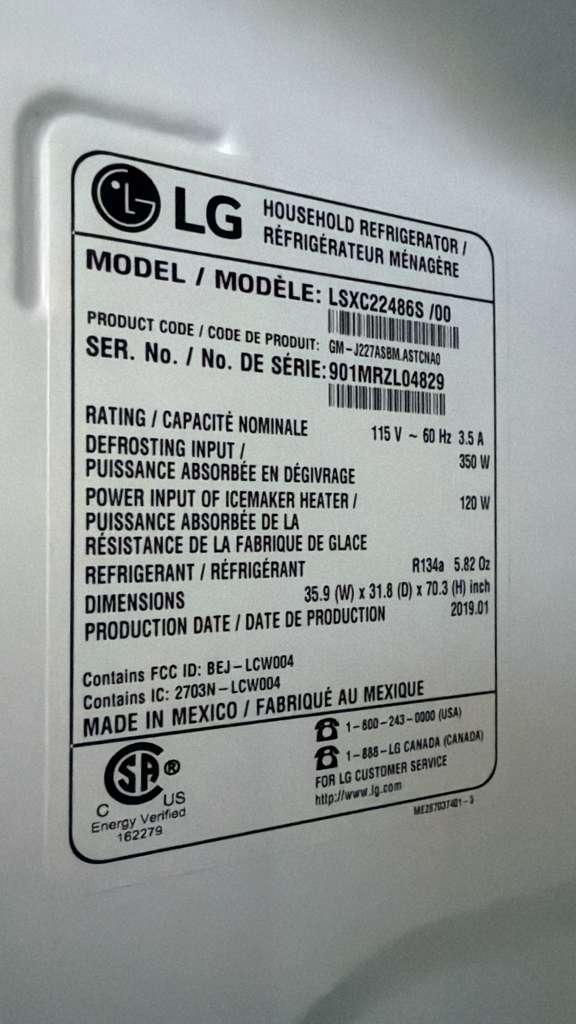 LG HOUSEHOLD REFRIGERATOR /
RÉFRIGÉRATEUR MÉNAGÈRE
MODEL / MODÈLE: LSXC22486S /00
PRODUCT CODE / CODE DE PRODUIT: GM-J227ASBM.ASTCNA0
SER. No. / No. DE SÉRIE: 901MRZL04829
RATING / CAPACITÈ NOMINALE 115 V ~ 60 Hz 3.5 A
DEFROSTING INPUT / 350 W
PUISSANCE ABSORBÉE EN DÉGIVRAGE
POWER INPUT OF ICEMAKER HEATER / 120 W
PUISSANCE ABSORBÉE DE LA
RÉSISTANCE DE LA FABRIQUE DE GLACE
REFRIGERANT / RÉFRIGÉRANT R134a 5.82 Oz
DIMENSIONS 35.9 (W) x 31.8 (D) x 70.3 (H) inch
PRODUCTION DATE / DATE DE PRODUCTION 2019.01
Contains FCC ID: BEJ-LCW004
Contains IC: 2703N-LCW004
MADE IN MEXICO / FABRIQUÉ AU MEXIQUE
1-800-243-0000 (USA)
1-888-LG CANADA (CANADA)
FOR LG CUSTOMER SERVICE
http://www.lg.com
SA ®
C US
Energy Verified
162279